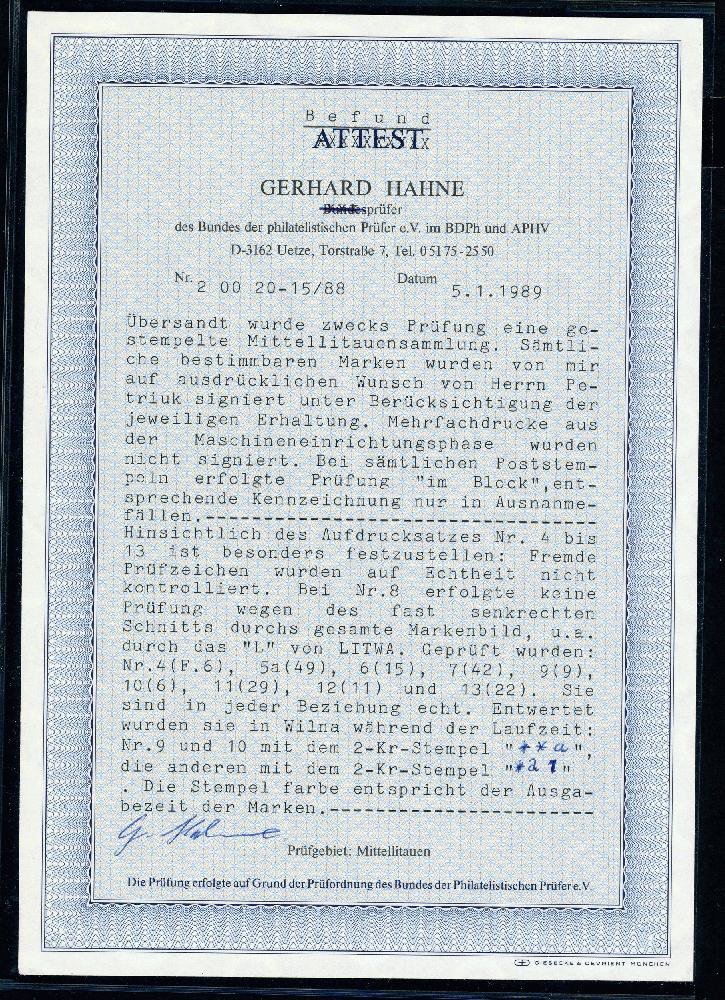 Befund
ATTEST
GERHARD HAHNE
Bundesprüfer
des Bundes der philatelistischen Prüfer e.V. im BDPh und APHV
D-3162 Uetze, Torstraße 7, Tel. 05175-2550
Nr. 2 00 20-15/88 Datum 5.1.1989
Übersandt wurde zwecks Prüfung eine ge-
stempelte Mittellitauensammlung. Sämtli-
che bestimmbaren Marken wurden von mir
auf ausdrücklichen Wunsch von Herrn Pe-
triuk signiert unter Berücksichtigung der
jeweiligen Erhaltung. Mehrfachdrucke aus
der Maschineneinrichtungsphase wurden
nicht signiert. Bei sämtlichen Poststem-
peln erfolgte Prüfung "im Block",ent-
sprechende Kennzeichnung nur in Ausnahme-
fällen.------------------------------------
Hinsichtlich des Aufdrucksatzes Nr. 4 bis
13 ist besonders festzustellen: Fremde
Prüfzeichen wurden auf Echtheit nicht
kontrolliert. Bei Nr.8 erfolgte keine
Prüfung wegen des fast senkrechten
Schnitts durchs gesamte Markenbild, u.a.
durch das "L" von LITWA. Geprüft wurden:
Nr.4(F.6), 5a(49), 6(15), 7(42), 9(9),
10(6), 11(29), 12(11) und 13(22). Sie
sind in jeder Beziehung echt. Entwertet
wurden sie in Wilna während der Laufzeit:
Nr.9 und 10 mit dem 2-Kr-Stempel "**a",
die anderen mit dem 2-Kr-Stempel "*a 1"
. Die Stempel farbe entspricht der Ausga-
bezeit der Marken.------------------------
G. Hahne
Prüfgebiet: Mittellitauen
Die Prüfung erfolgte auf Grund der Prüfordnung des Bundes der Philatelistischen Prüfer e.V.
GIESECKE & DEVRIENT MÜNCHEN